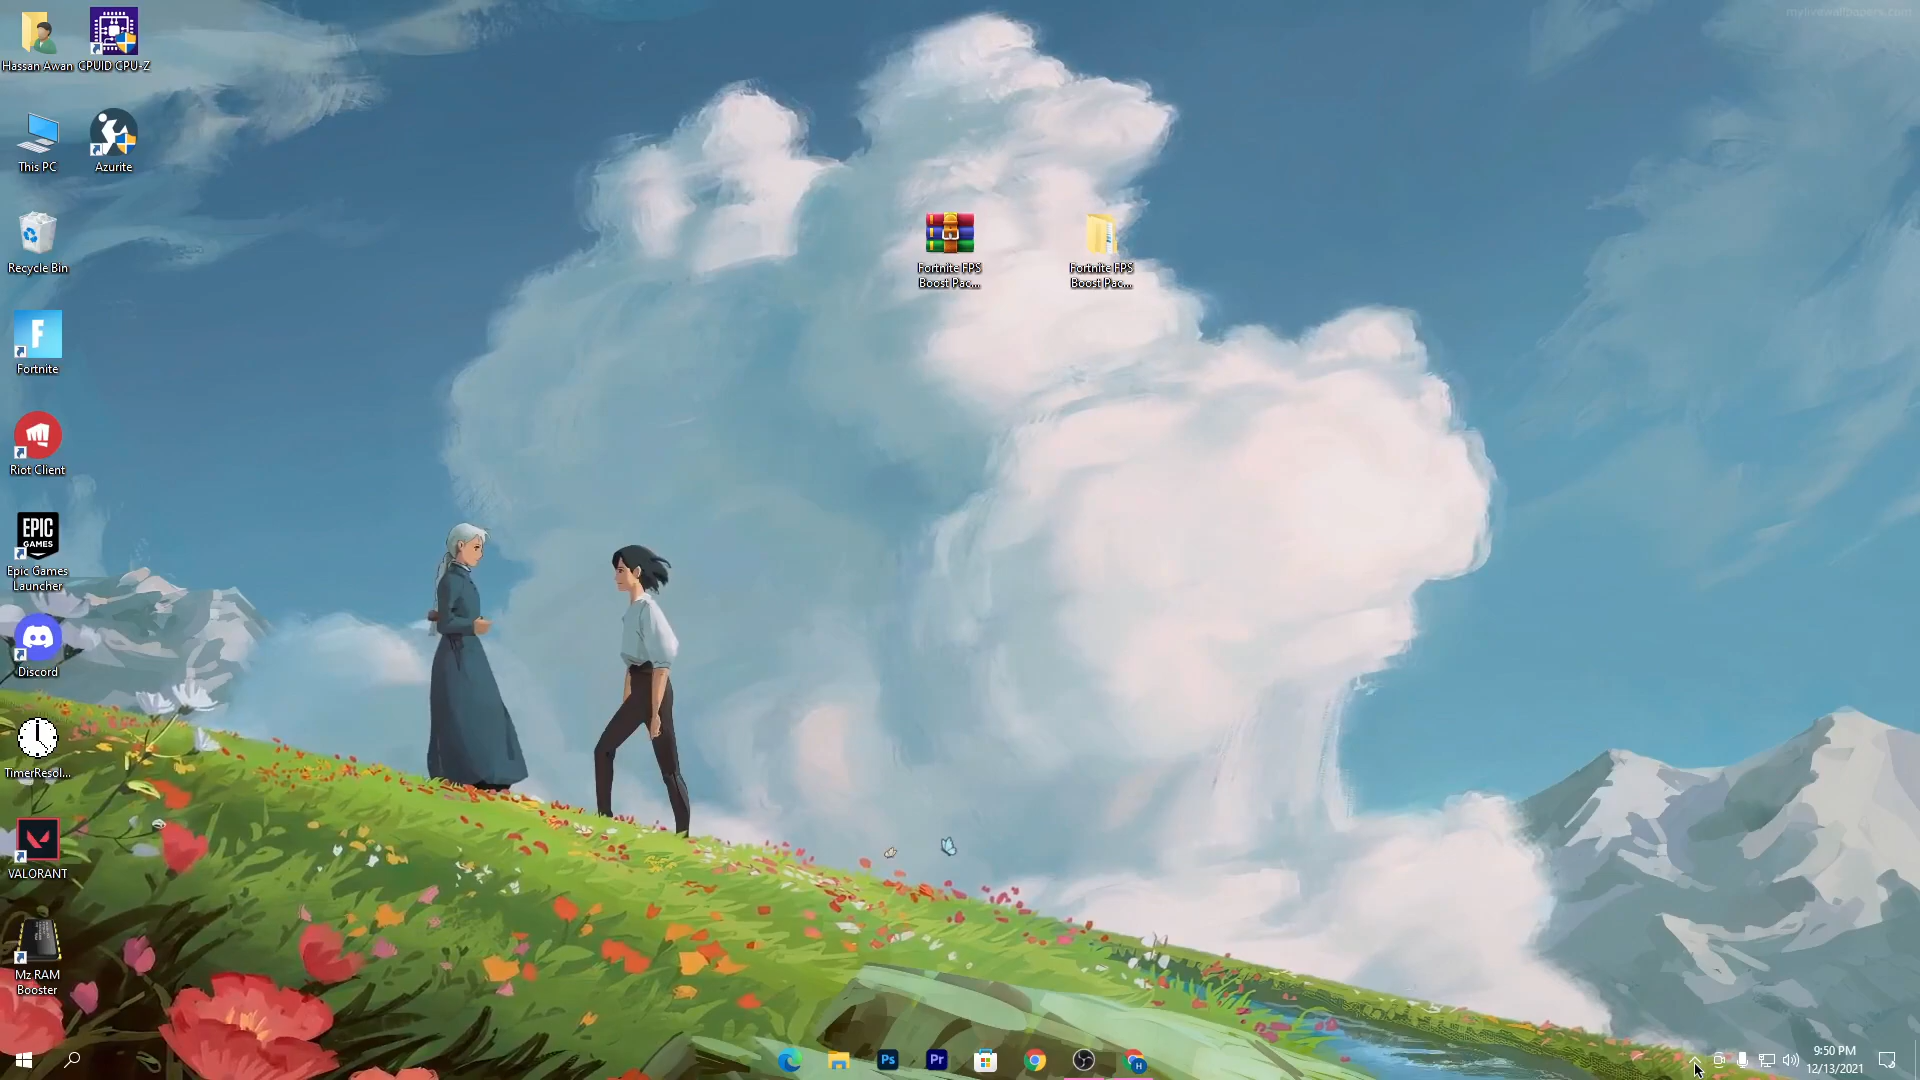 mylivewallpapers.com
Hassan Awan
CPUID CPU-Z
This PC
Azurite
Recycle Bin
Fortnite FPS
Boost Pac...
Fortnite FPS
Boost Pac...
F
Fortnite
Riot Client
EPIC
GAMES
Epic Games
Launcher
Discord
TimerResol...
VALORANT
Mz RAM
Booster
Ps
Pr
H
9:50 PM
12/13/2021